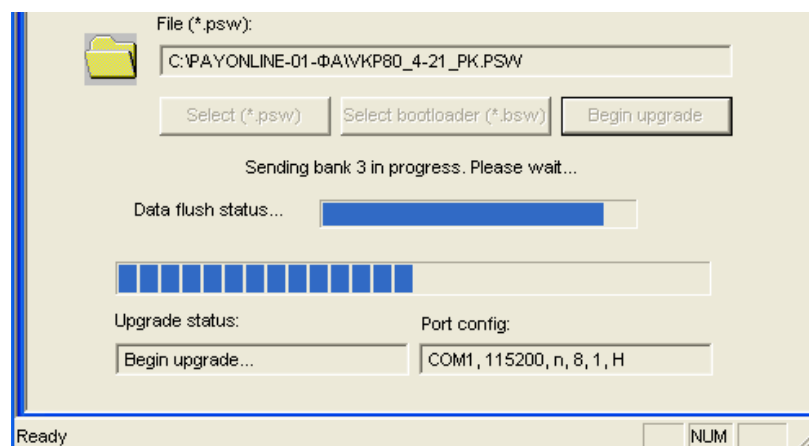 File (*.psw):
C:\PAYONLINE-01-ФА\VKP80_4-21_PK.PSW
Select (*.psw) Select bootloader (*.bsw) Begin upgrade
Sending bank 3 in progress. Please wait...
Data flush status...
Upgrade status: Port config:
Begin upgrade... COM1, 115200, n, 8, 1, H
Ready NUM